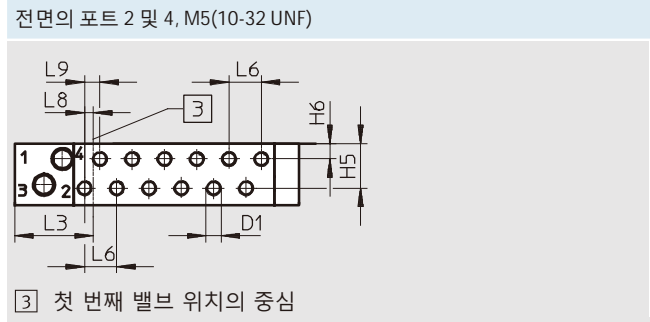 전면의 포트 2 및 4, M5(10-32 UNF)
L9 L6
L8 3 H6
1 4 H5
3 2
L3 D1
L6
3 첫 번째 밸브 위치의 중심